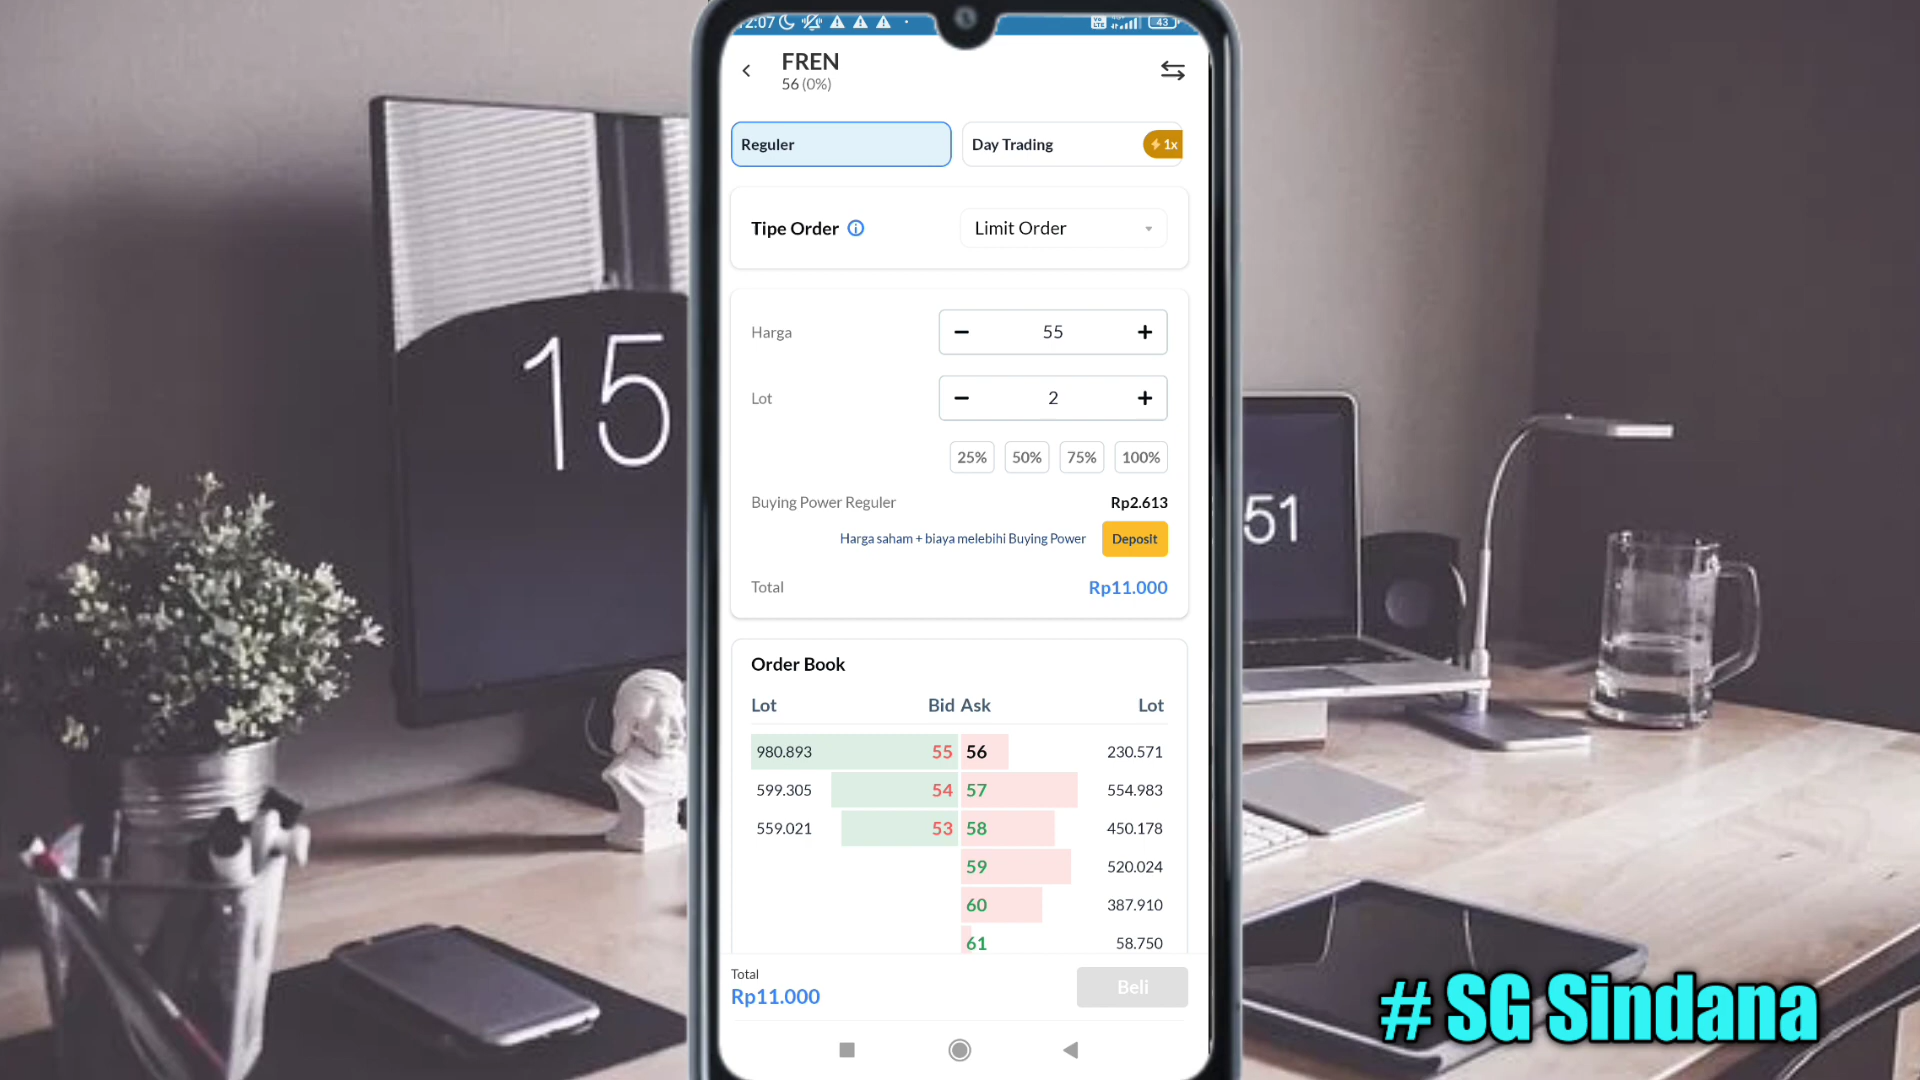 12:07
43
FREN
56 (0%)
Reguler
Day Trading
1x
Tipe Order
Limit Order
Harga
55
Lot
2
25% 50% 75% 100%
Buying Power Reguler Rp2.613
Harga saham + biaya melebihi Buying Power
Deposit
Total Rp11.000
Order Book
Lot Bid Ask Lot
980.893 55 56 230.571
599.305 54 57 554.983
559.021 53 58 450.178
59 520.024
60 387.910
61 58.750
Total
Rp11.000
Beli
15
51
# SG Sindana